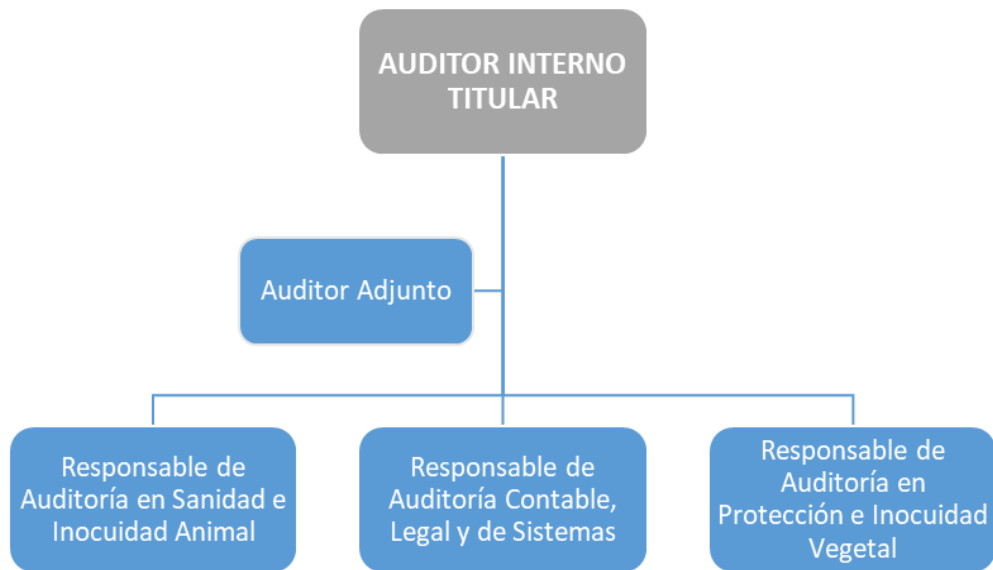 AUDITOR INTERNO
TITULAR
Auditor Adjunto
Responsable de
Auditoría en Sanidad e
Inocuidad Animal
Responsable de
Auditoría Contable,
Legal y de Sistemas
Responsable de
Auditoría en
Protección e Inocuidad
Vegetal